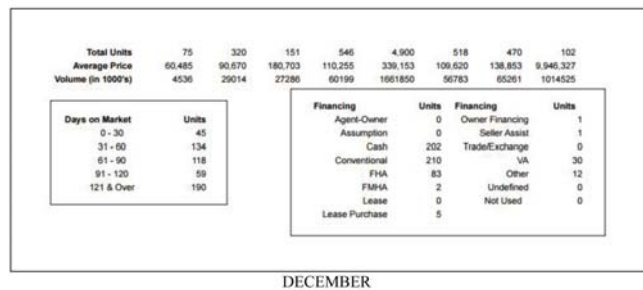 Total Units 75 320 151 546 4,900 518 470 102
Average Price 60,485 90,670 180,703 110,255 339,153 109,620 138,853 9,946,327
Volume (in 1000's) 4536 29014 27286 60199 1661850 56783 65261 1014525
Days on Market Units
0 - 30 45
31 - 60 134
61 - 90 118
91 - 120 59
121 & Over 190
Financing Units Financing Units
Agent-Owner 0 Owner Financing 1
Assumption 0 Seller Assist 1
Cash 202 Trade/Exchange 0
Conventional 210 VA 30
FHA 83 Other 12
FMHA 2 Undefined 0
Lease 0 Not Used 0
Lease Purchase 5
DECEMBER